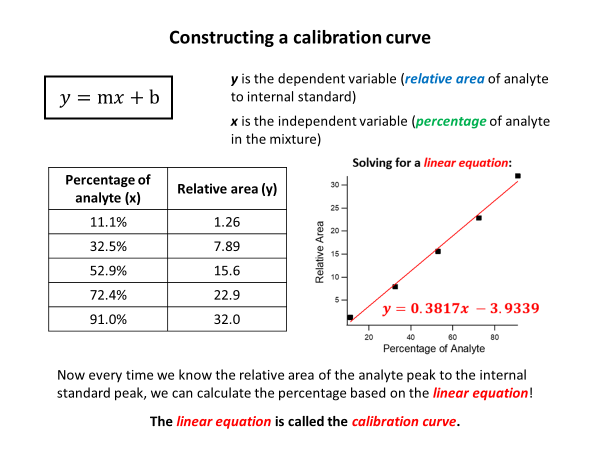 Constructing a calibration curve
y = mx + b
y is the dependent variable (relative area of analyte
to internal standard)
x is the independent variable (percentage of analyte
in the mixture)
Percentage of
analyte (x)
Relative area (y)
11.1% 1.26
32.5% 7.89
52.9% 15.6
72.4% 22.9
91.0% 32.0
Solving for a linear equation:
Relative Area
30
25
20
15
10
5
y = 0.3817x − 3.9339
20 40 60 80
Percentage of Analyte
Now every time we know the relative area of the analyte peak to the internal
standard peak, we can calculate the percentage based on the linear equation!
The linear equation is called the calibration curve.